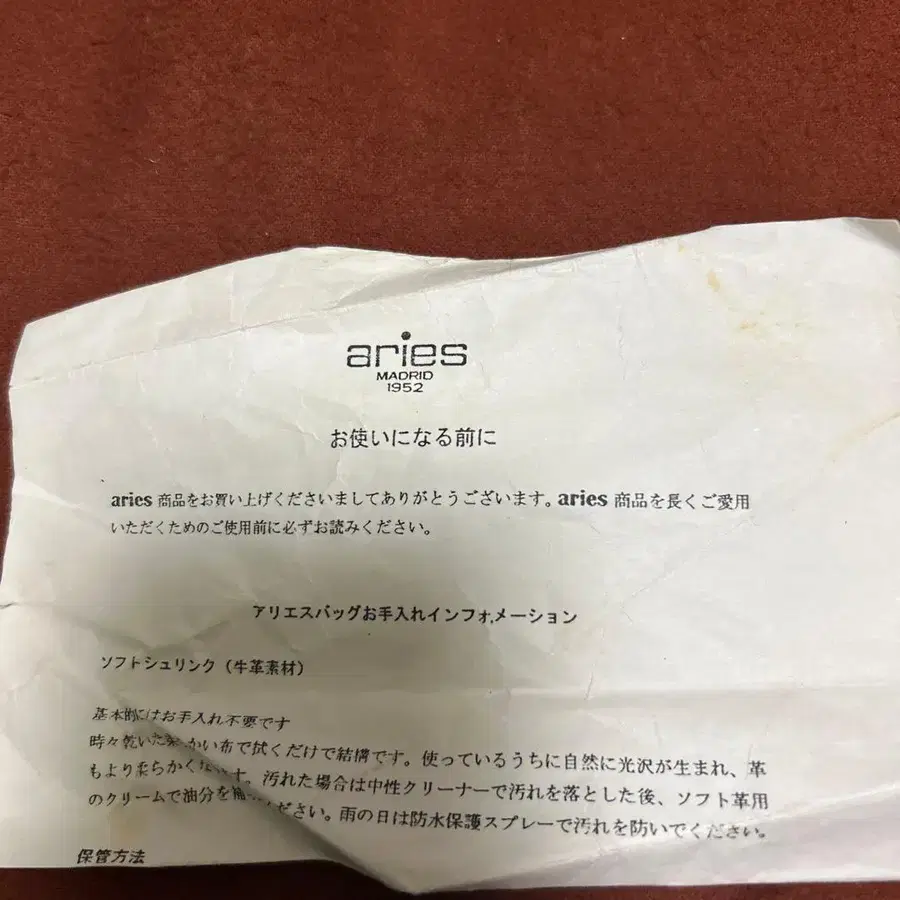 aries
MADRID
1952
お使いになる前に
aries 商品をお買い上げくださいましてありがとうございます。aries 商品を長くご愛用
いただくためのご使用前に必ずお読みください。
アリエスバッグお手入れインフォメーション
ソフトシュリンク（牛革素材）
基本的にはお手入れ不要です
時々乾いた かい布で拭くだけで結構です。使っているうちに自然に光沢が生まれ、革
もより柔らかく す。汚れた場合は中性クリーナーで汚れを落とした後、ソフト革用
のクリームで油分を ください。雨の日は防水保護スプレーで汚れを防いでください。
保管方法